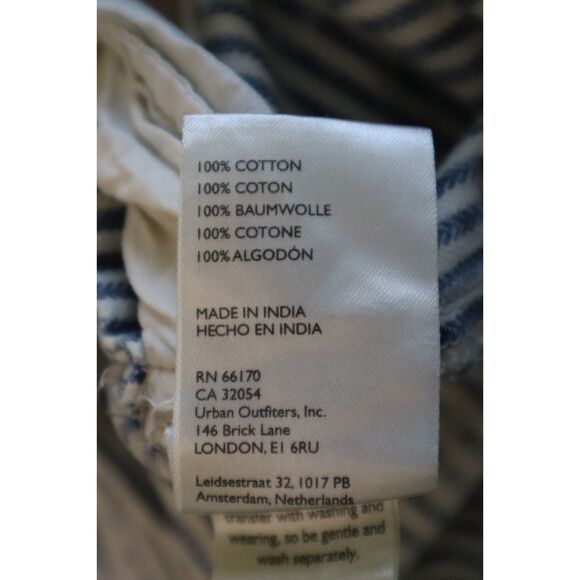 100% COTTON
100% COTON
100% BAUMWOLLE
100% COTONE
100% ALGODÓN
MADE IN INDIA
HECHO EN INDIA
RN 66170
CA 32054
Urban Outfiters, Inc.
146 Brick Lane
LONDON, E1 6RU
Leidsestraat 32, 1017 PB
Amsterdam, Netherlands
transfer with washing and
wearing, so be gentle and
wash separately.